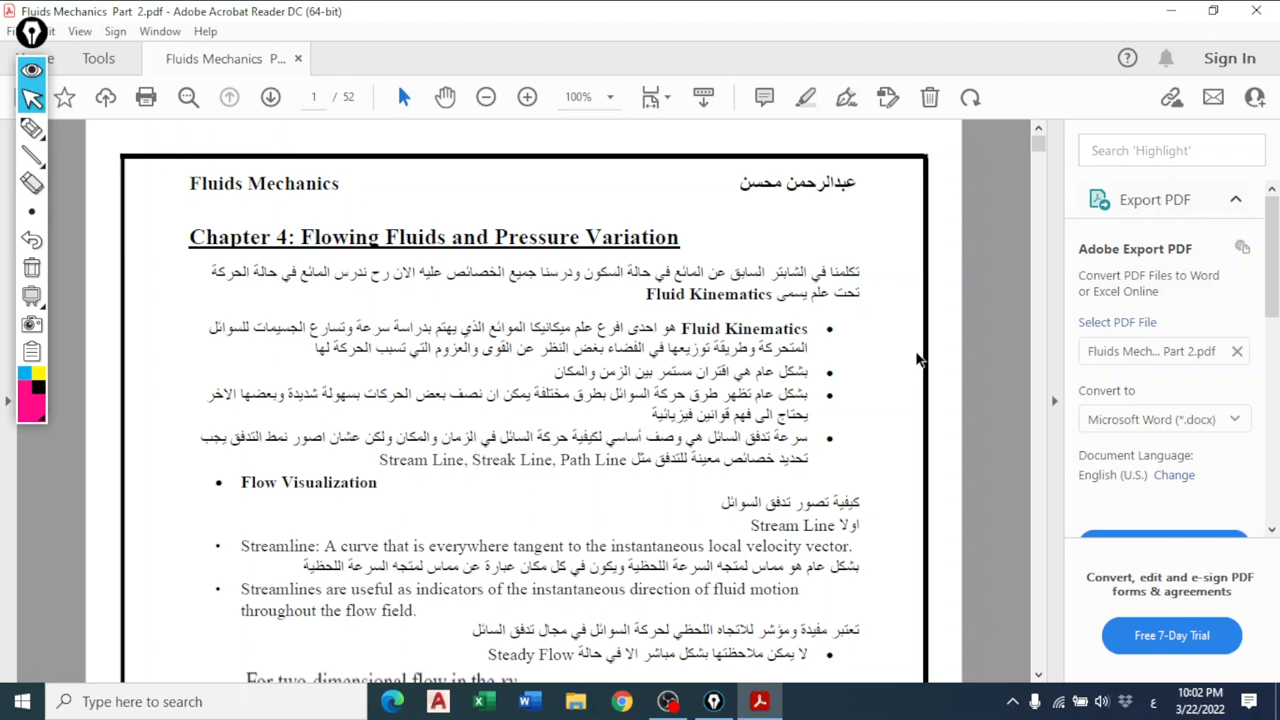 Fluids Mechanics Part 2.pdf - Adobe Acrobat Reader DC (64-bit)
View Sign Window Help
Tools
Fluids Mechanics P...
Sign In
1 / 52
100%
Fluids Mechanics
عبدالرحمن محسن
Chapter 4: Flowing Fluids and Pressure Variation
تكلمنا في الشابتر السابق عن المائع في حالة السكون ودرسنا جميع الخصائص عليه الان رح ندرس المائع في حالة الحركة
تحت علم يسمى Fluid Kinematics
• Fluid Kinematics هو احدى افرع علم ميكانيكا الموائع الذي يهتم بدراسة سرعة وتسارع الجسيمات للسوائل
المتحركة وطريقة توزيعها في الفضاء بغض النظر عن القوى والعزوم التي تسبب الحركة لها
• بشكل عام هي اقتران مستمر بين الزمن والمكان
• بشكل عام تظهر طرق حركة السوائل بطرق مختلفة يمكن ان نصف بعض الحركات بسهولة شديدة وبعضها الاخر
يحتاج الى فهم قوانين فيزيائية
• سرعة تدفق السائل هي وصف أساسي لكيفية حركة السائل في الزمان والمكان ولكن عشان اصور نمط التدفق يجب
تحديد خصائص معينة للتدفق مثل Stream Line, Streak Line, Path Line
• Flow Visualization
كيفية تصور تدفق السوائل
اولا Stream Line
• Streamline: A curve that is everywhere tangent to the instantaneous local velocity vector.
بشكل عام هو مماس لمتجه السرعة اللحظية ويكون في كل مكان عبارة عن مماس لمتجه السرعة اللحظية
• Streamlines are useful as indicators of the instantaneous direction of fluid motion
throughout the flow field.
تعتبر مفيدة ومؤشر للاتجاه اللحظي لحركة السوائل في مجال تدفق السائل
• لا يمكن ملاحظتها بشكل مباشر الا في حالة Steady Flow
For two-dimensional flow in the
Search 'Highlight'
Export PDF
Adobe Export PDF
Convert PDF Files to Word
or Excel Online
Select PDF File
Fluids Mech... Part 2.pdf
Convert to
Microsoft Word (*.docx)
Document Language:
English (U.S.) Change
Convert, edit and e-sign PDF
forms & agreements
Free 7-Day Trial
Type here to search
ع
10:02 PM
3/22/2022